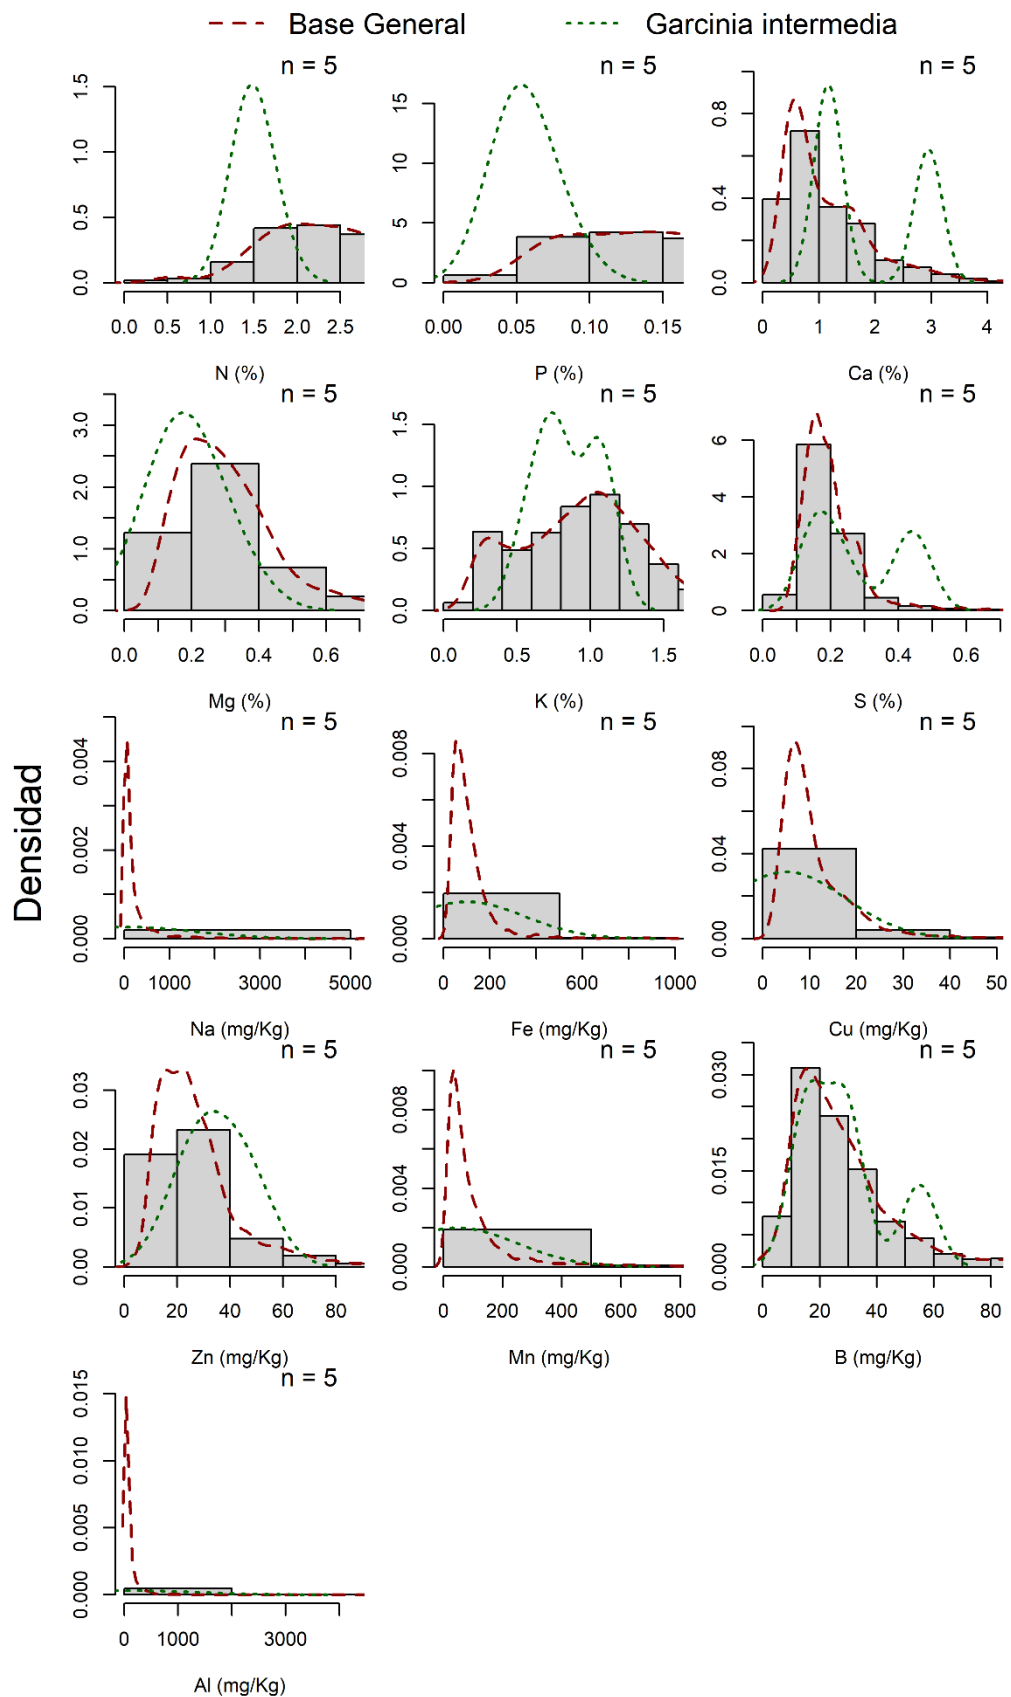 Base General Garcinia intermedia
n = 5 n = 5 n = 5
0.0 0.5 1.0 1.5
0 5 10 15
0.0 0.4 0.8
0.0 0.5 1.0 1.5 2.0 2.5
0.00 0.05 0.10 0.15
0 1 2 3 4
N (%) P (%) Ca (%)
n = 5 n = 5 n = 5
0.0 1.0 2.0 3.0
0.0 0.5 1.0 1.5
0 2 4 6
0.0 0.2 0.4 0.6
0.0 0.5 1.0 1.5
0.0 0.2 0.4 0.6
Mg (%) K (%) S (%)
n = 5 n = 5 n = 5
Densidad
0.000 0.002 0.004
0.000 0.004 0.008
0.00 0.04 0.08
0 1000 3000 5000
0 200 600 1000
0 10 20 30 40 50
Na (mg/Kg) Fe (mg/Kg) Cu (mg/Kg)
n = 5 n = 5 n = 5
0.00 0.01 0.02 0.03
0.000 0.004 0.008
0.000 0.015 0.030
0 20 40 60 80
0 200 400 600 800
0 20 40 60 80
Zn (mg/Kg) Mn (mg/Kg) B (mg/Kg)
n = 5
0.000 0.005 0.010 0.015
0 1000 3000
Al (mg/Kg)